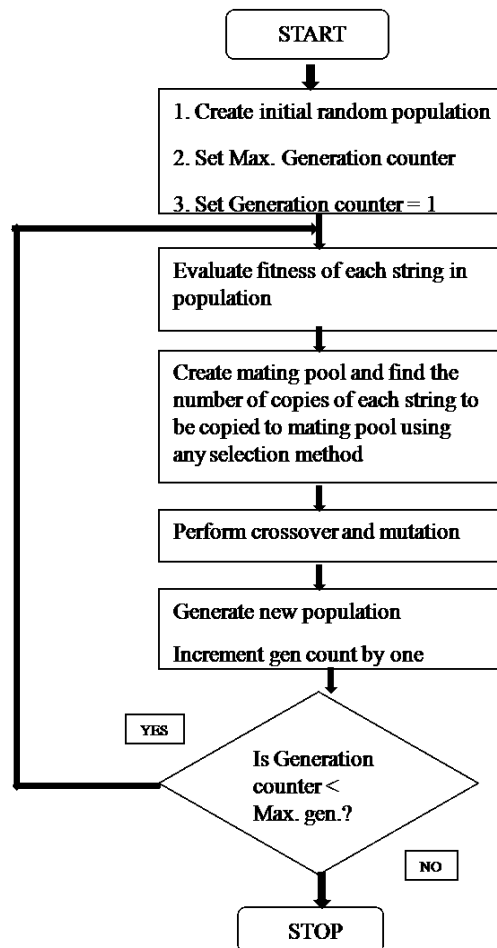 START
1. Create initial random population
2. Set Max. Generation counter
3. Set Generation counter = 1
Evaluate fitness of each string in
population
Create mating pool and find the
number of copies of each string to
be copied to mating pool using
any selection method
Perform crossover and mutation
Generate new population
Increment gen count by one
YES
Is Generation
counter <
Max. gen.?
NO
STOP